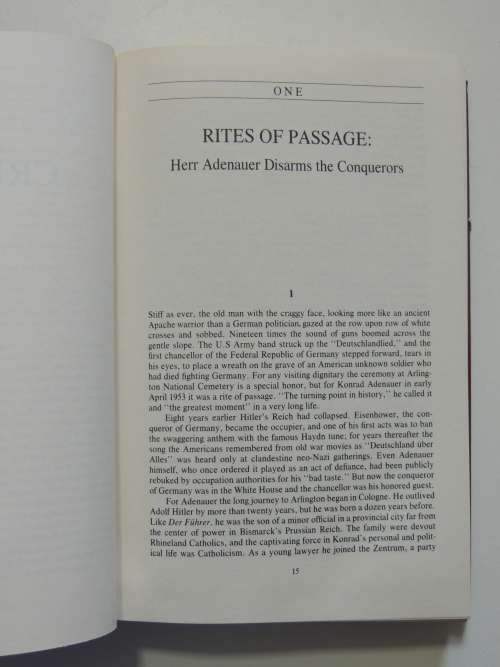 ONE
RITES OF PASSAGE:
Herr Adenauer Disarms the Conquerors
1
Stiff as ever, the old man with the craggy face, looking more like an ancient
Apache warrior than a German politician, gazed at the row upon row of white
crosses and sobbed. Nineteen times the sound of guns boomed across the
gentle slope. The U.S Army band struck up the "Deutschlandlied," and the
first chancellor of the Federal Republic of Germany stepped forward, tears in
his eyes, to place a wreath on the grave of an American unknown soldier who
had died fighting Germany. For any visiting dignitary the ceremony at Arling-
ton National Cemetery is a special honor, but for Konrad Adenauer in early
April 1953 it was a rite of passage. "The turning point in history," he called it
and "the greatest moment" in a very long life.
Eight years earlier Hitler's Reich had collapsed. Eisenhower, the con-
queror of Germany, became the occupier, and one of his first acts was to ban
the swaggering anthem with the famous Haydn tune; for years thereafter the
song the Americans remembered from old war movies as "Deutschland über
Alles" was heard only at clandestine neo-Nazi gatherings. Even Adenauer
himself, who once ordered it played as an act of defiance, had been publicly
rebuked by occupation authorities for his "bad taste." But now the conqueror
of Germany was in the White House and the chancellor was his honored guest.
For Adenauer the long journey to Arlington began in Cologne. He outlived
Adolf Hitler by more than twenty years, but he was born a dozen years before.
Like Der Führer, he was the son of a minor official in a provincial city far from
the center of power in Bismarck's Prussian Reich. The family were devout
Rhineland Catholics, and the captivating force in Konrad's personal and polit-
ical life was Catholicism. As a young lawyer he joined the Zentrum, a party
15